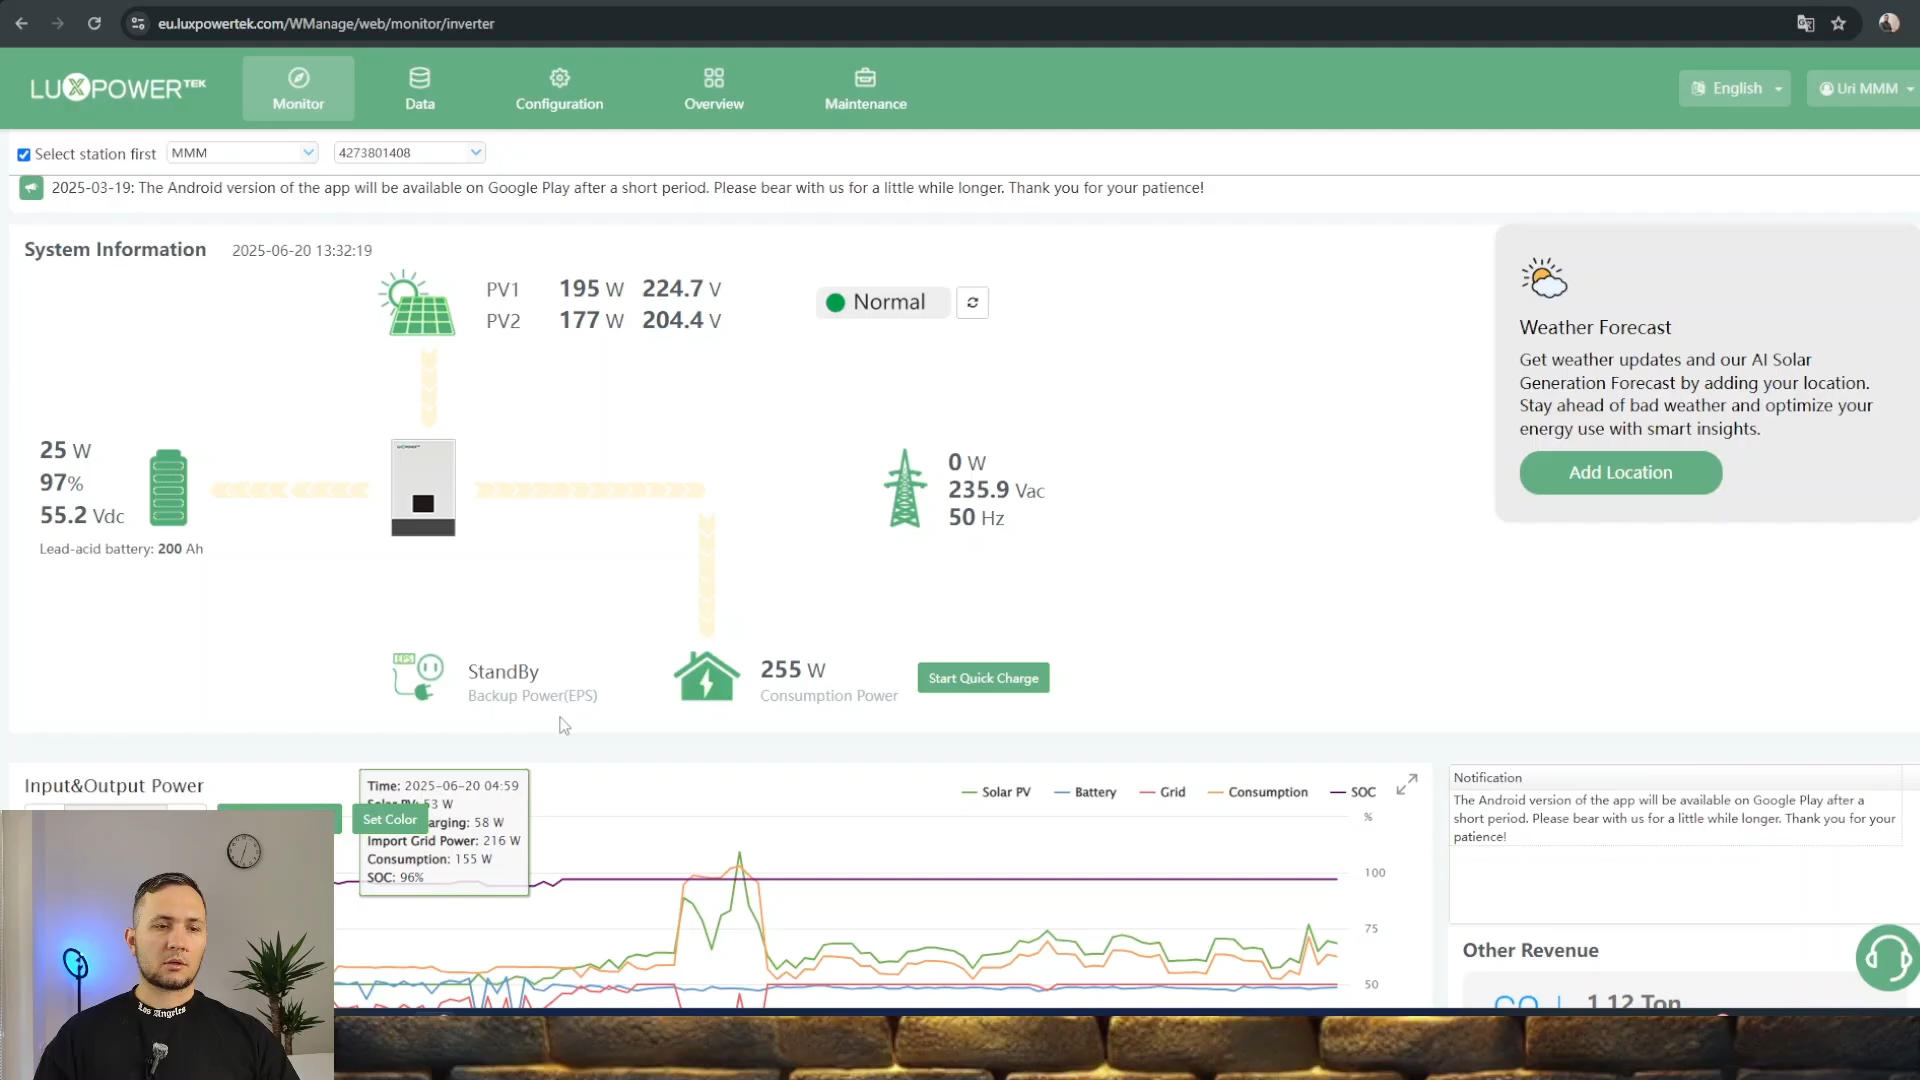 eu.luxpowertek.com/WManage/web/monitor/inverter
LUXPOWERTEK
Monitor
Data
Configuration
Overview
Maintenance
English
Uri MMM
Select station first
MMM
4273801408
2025-03-19: The Android version of the app will be available on Google Play after a short period. Please bear with us for a little while longer. Thank you for your patience!
System Information
2025-06-20 13:32:19
PV1 195 W 224.7 V
PV2 177 W 204.4 V
Normal
Weather Forecast
Get weather updates and our AI Solar
Generation Forecast by adding your location.
Stay ahead of bad weather and optimize your
energy use with smart insights.
Add Location
25 W
97%
55.2 Vdc
Lead-acid battery: 200 Ah
0 W
235.9 Vac
50 Hz
EPS
StandBy
Backup Power(EPS)
255 W
Consumption Power
Start Quick Charge
Input&Output Power
Time: 2025-06-20 04:59
53 W
Set Color
arging: 58 W
Import Grid Power: 216 W
Consumption: 155 W
SOC: 96%
Solar PV
Battery
Grid
Consumption
SOC
%
100
75
50
Notification
The Android version of the app will be available on Google Play after a
short period. Please bear with us for a little while longer. Thank you for your
patience!
Other Revenue
1.12 Ton
Los Angeles